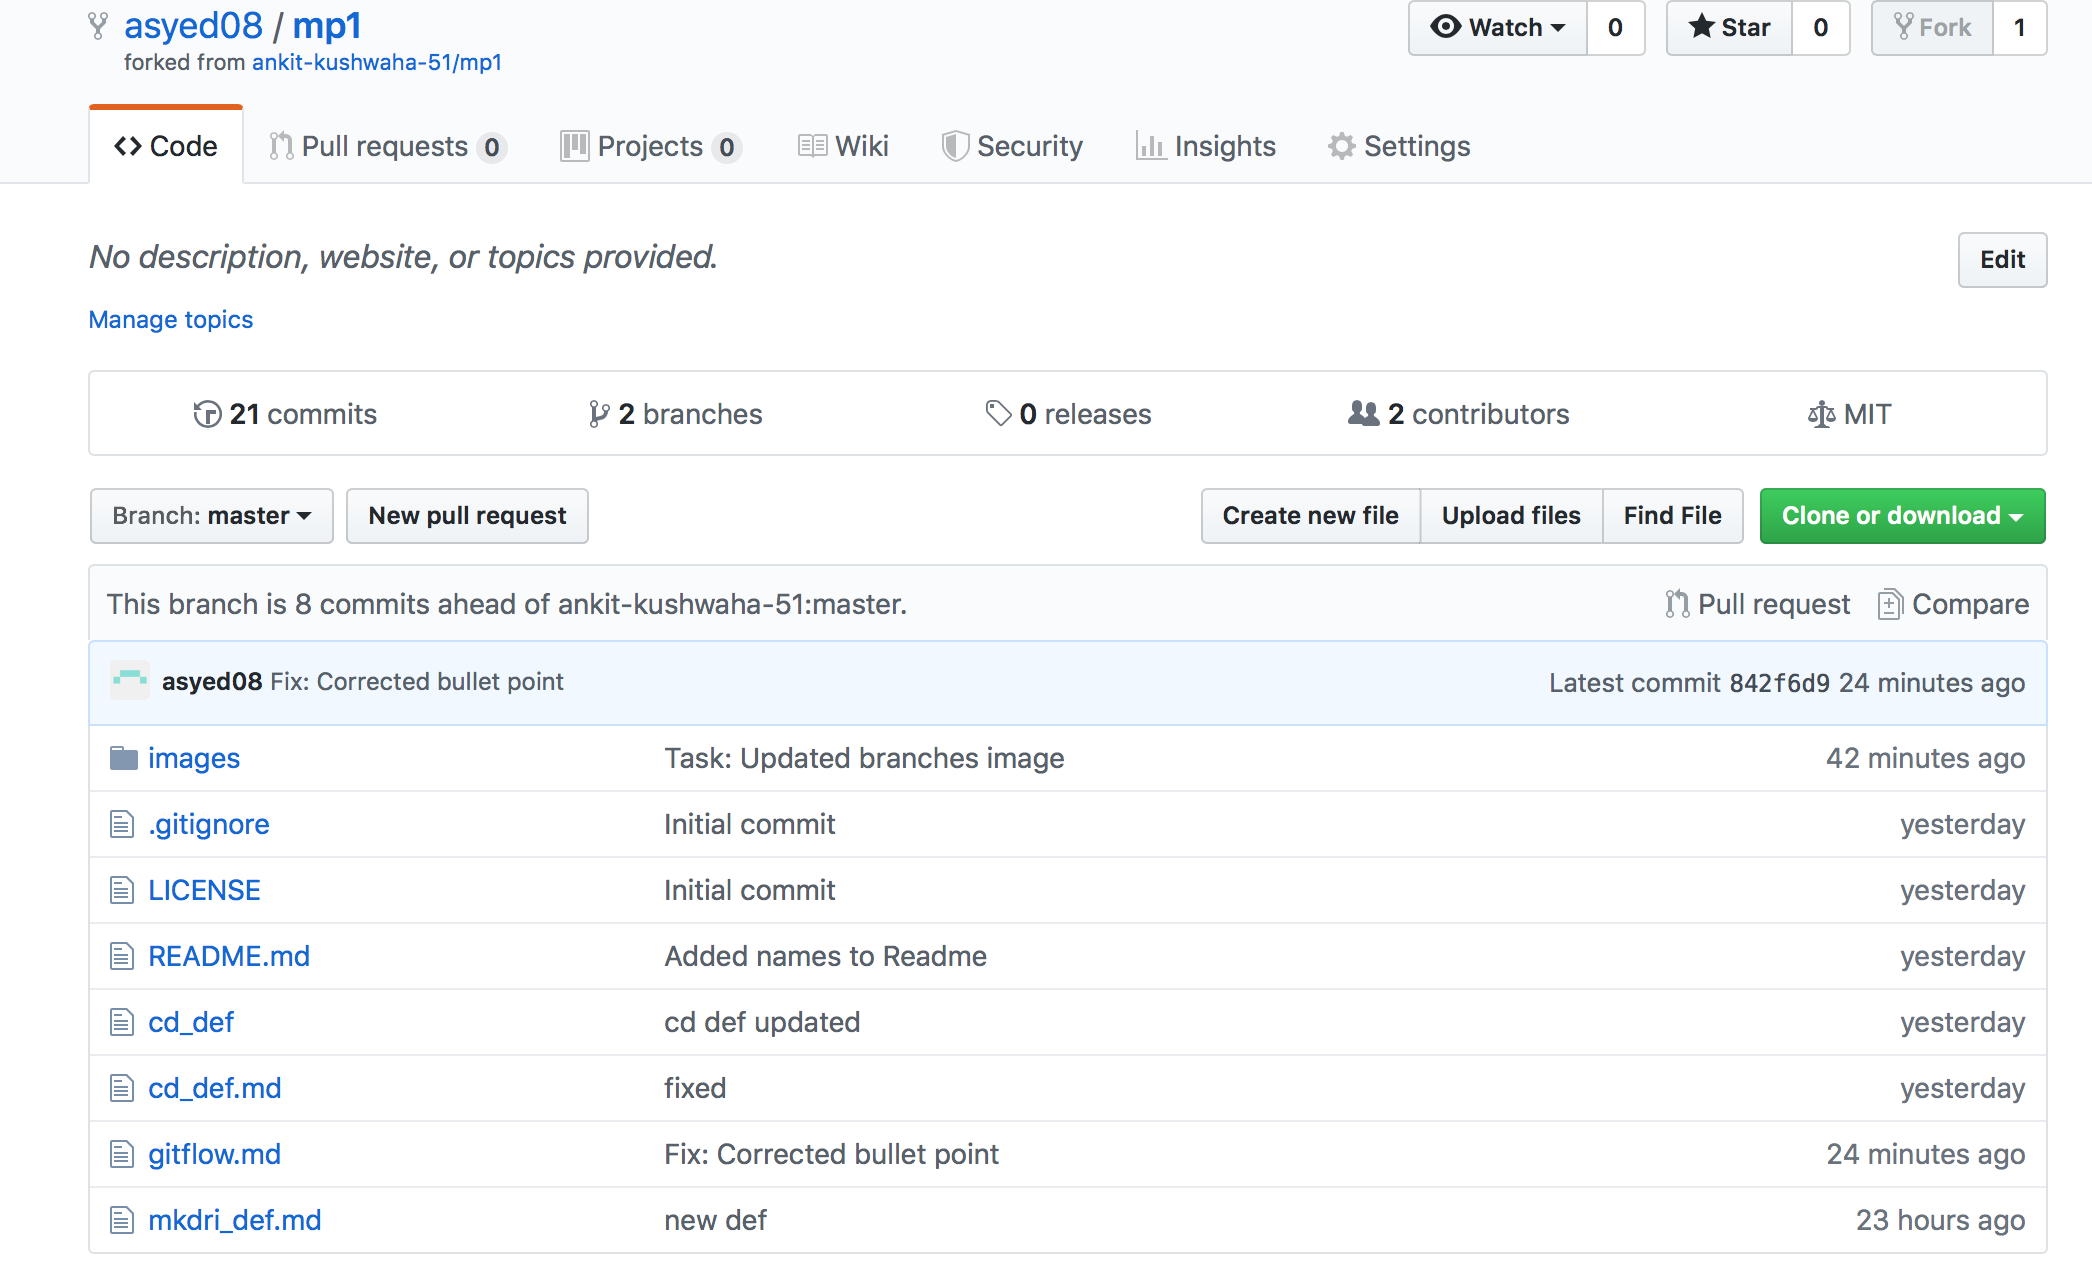 asyed08 / mp1
forked from ankit-kushwaha-51/mp1
Watch 0 Star 0 Fork 1
Code Pull requests 0 Projects 0 Wiki Security Insights Settings
No description, website, or topics provided.
Edit
Manage topics
21 commits 2 branches 0 releases 2 contributors MIT
Branch: master New pull request Create new file Upload files Find File Clone or download
This branch is 8 commits ahead of ankit-kushwaha-51:master. Pull request Compare
asyed08 Fix: Corrected bullet point Latest commit 842f6d9 24 minutes ago
images Task: Updated branches image 42 minutes ago
.gitignore Initial commit yesterday
LICENSE Initial commit yesterday
README.md Added names to Readme yesterday
cd_def cd def updated yesterday
cd_def.md fixed yesterday
gitflow.md Fix: Corrected bullet point 24 minutes ago
mkdri_def.md new def 23 hours ago